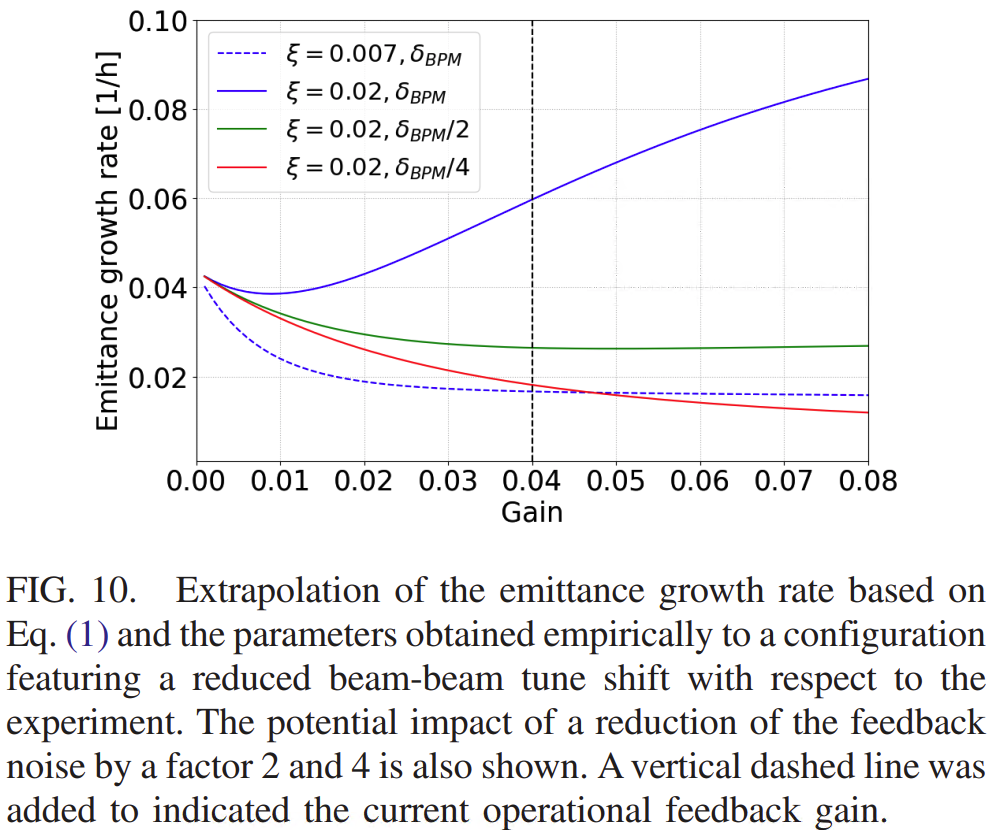 0.10
0.08
0.06
0.04
0.02
Emittance growth rate [1/h]
ξ = 0.007, δ_BPM
ξ = 0.02, δ_BPM
ξ = 0.02, δ_BPM/2
ξ = 0.02, δ_BPM/4
0.00 0.01 0.02 0.03 0.04 0.05 0.06 0.07 0.08
Gain
FIG. 10. Extrapolation of the emittance growth rate based on
Eq. (1) and the parameters obtained empirically to a configuration
featuring a reduced beam-beam tune shift with respect to the
experiment. The potential impact of a reduction of the feedback
noise by a factor 2 and 4 is also shown. A vertical dashed line was
added to indicated the current operational feedback gain.